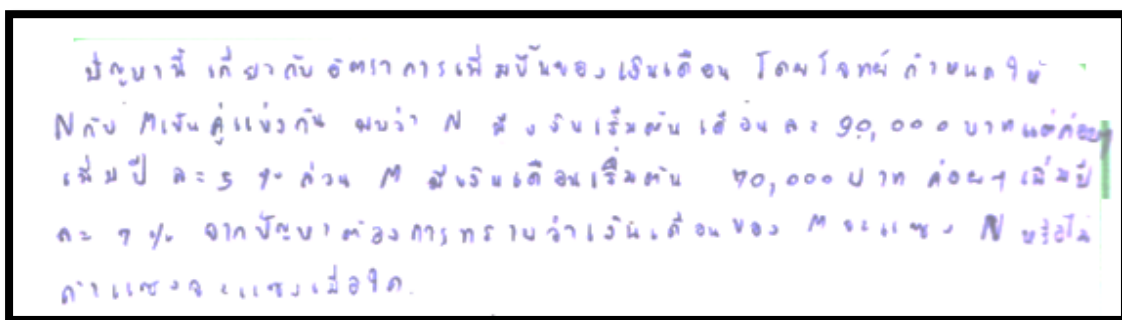 ปัญหานี้ เกี่ยวกับอัตราการเพิ่มขึ้นของเงินเดือน โดยโจทย์กำหนดให้
Nกับ Mเป็นคู่แข่งกัน พบว่า N มีเงินเริ่มต้น เดือนละ 90,000 บาท แต่ค่อยๆ
เพิ่มปี ละ 5 % ส่วน M มีเงินเดือนเริ่มต้น 70,000 บาท ค่อยๆ เพิ่มปี
ละ 7 % จากปัญหาต้องการทราบว่าเงินเดือนของ M จะแซง N หรือไม่
ถ้าแซงจะแซงเมื่อใด.